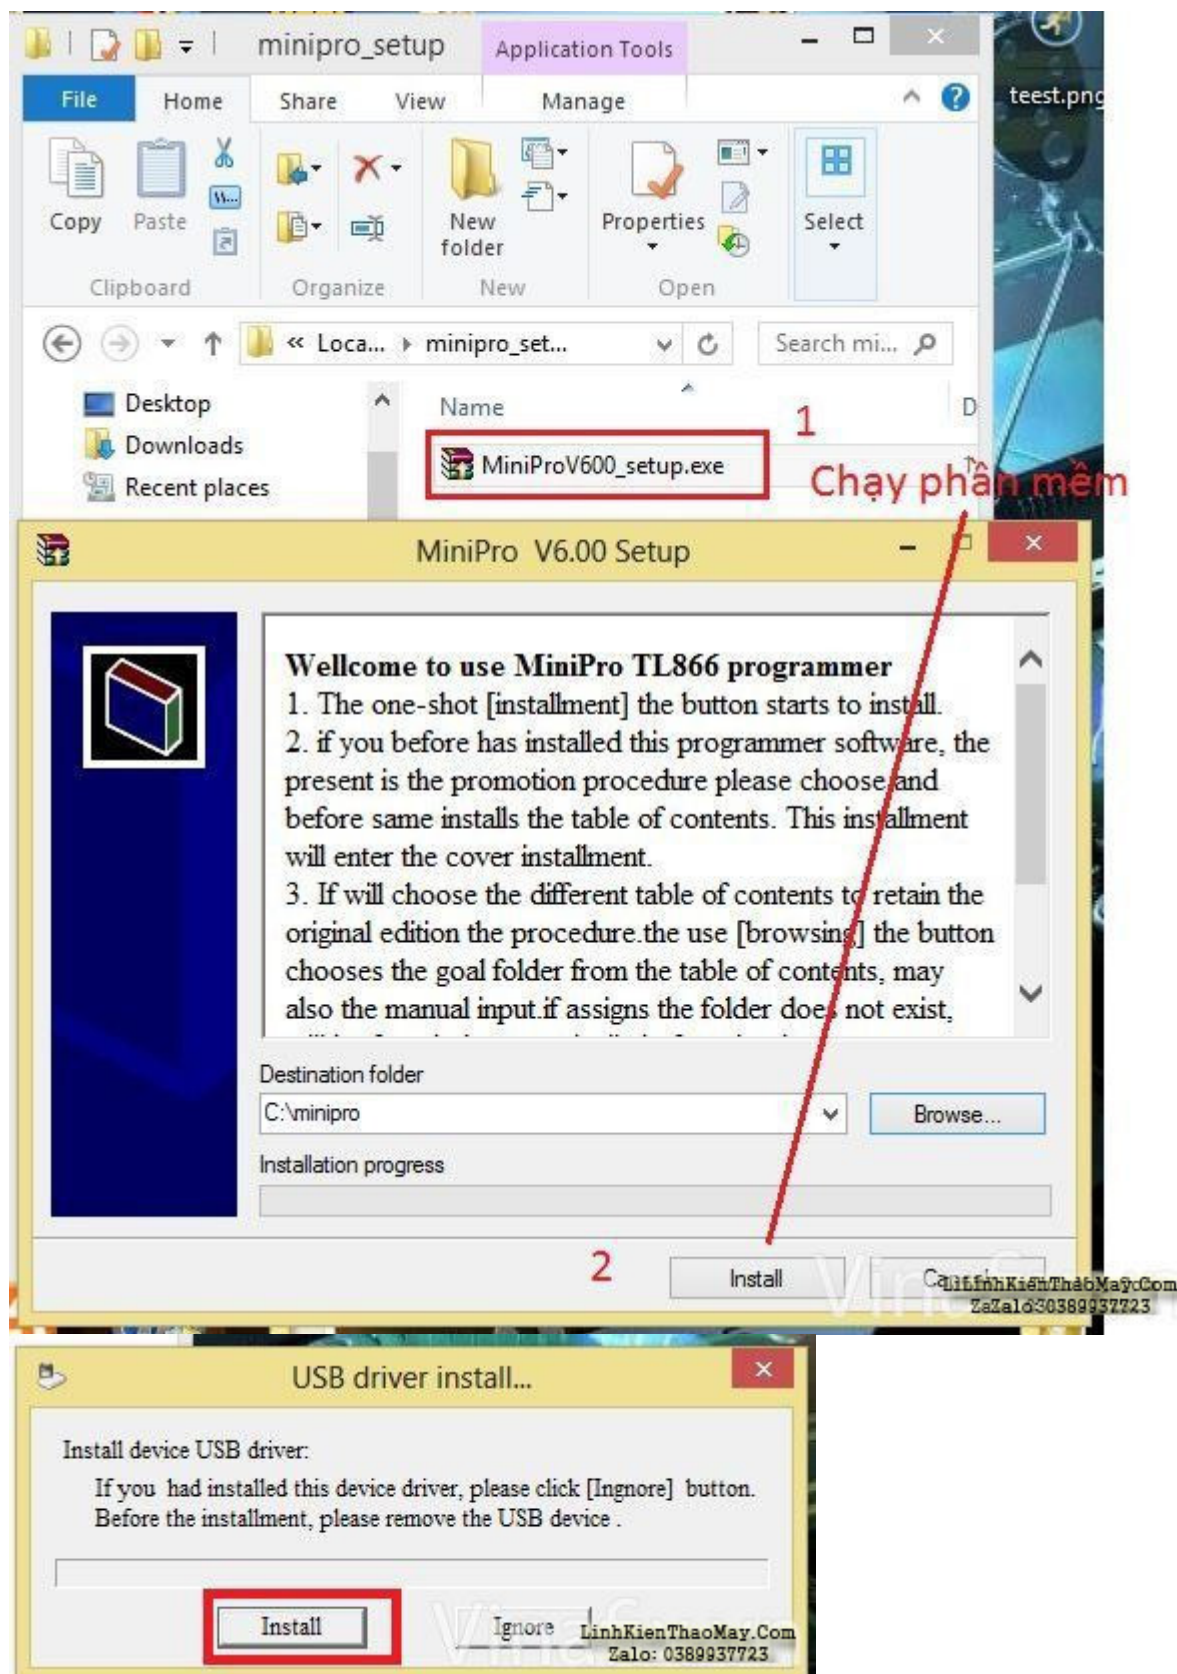 minipro_setup
Application Tools
teest.png
File Home Share View Manage
Copy Paste New folder Properties Select
Clipboard Organize New Open
« Loca... minipro_set... Search mi...
Desktop
Downloads
Recent places
Name
D
1
MiniProV600_setup.exe
Chạy phần mềm
MiniPro V6.00 Setup
Wellcome to use MiniPro TL866 programmer
1. The one-shot [installment] the button starts to install.
2. if you before has installed this programmer software, the
present is the promotion procedure please choose and
before same installs the table of contents. This installment
will enter the cover installment.
3. If will choose the different table of contents to retain the
original edition the procedure.the use [browsing] the button
chooses the goal folder from the table of contents, may
also the manual input.if assigns the folder does not exist,
Destination folder
C:\minipro
Browse...
Installation progress
2
Install
USB driver install...
Install device USB driver:
If you had installed this device driver, please click [Ingnore] button.
Before the installment, please remove the USB device .
Install Ignore
LinhKienThaoMay.Com
Zalo: 0389937723